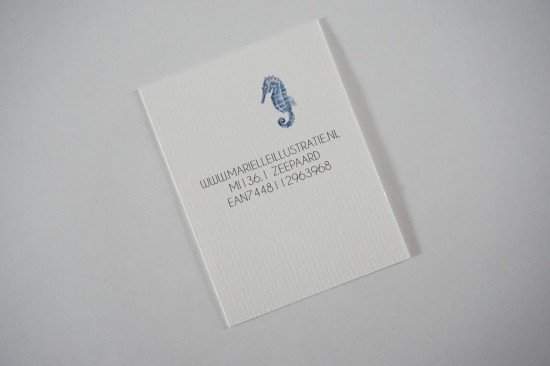 WWW.MARIELLEILLUSTRATIE.NL
MI136.1 ZEEPAARD
EAN7448112963968